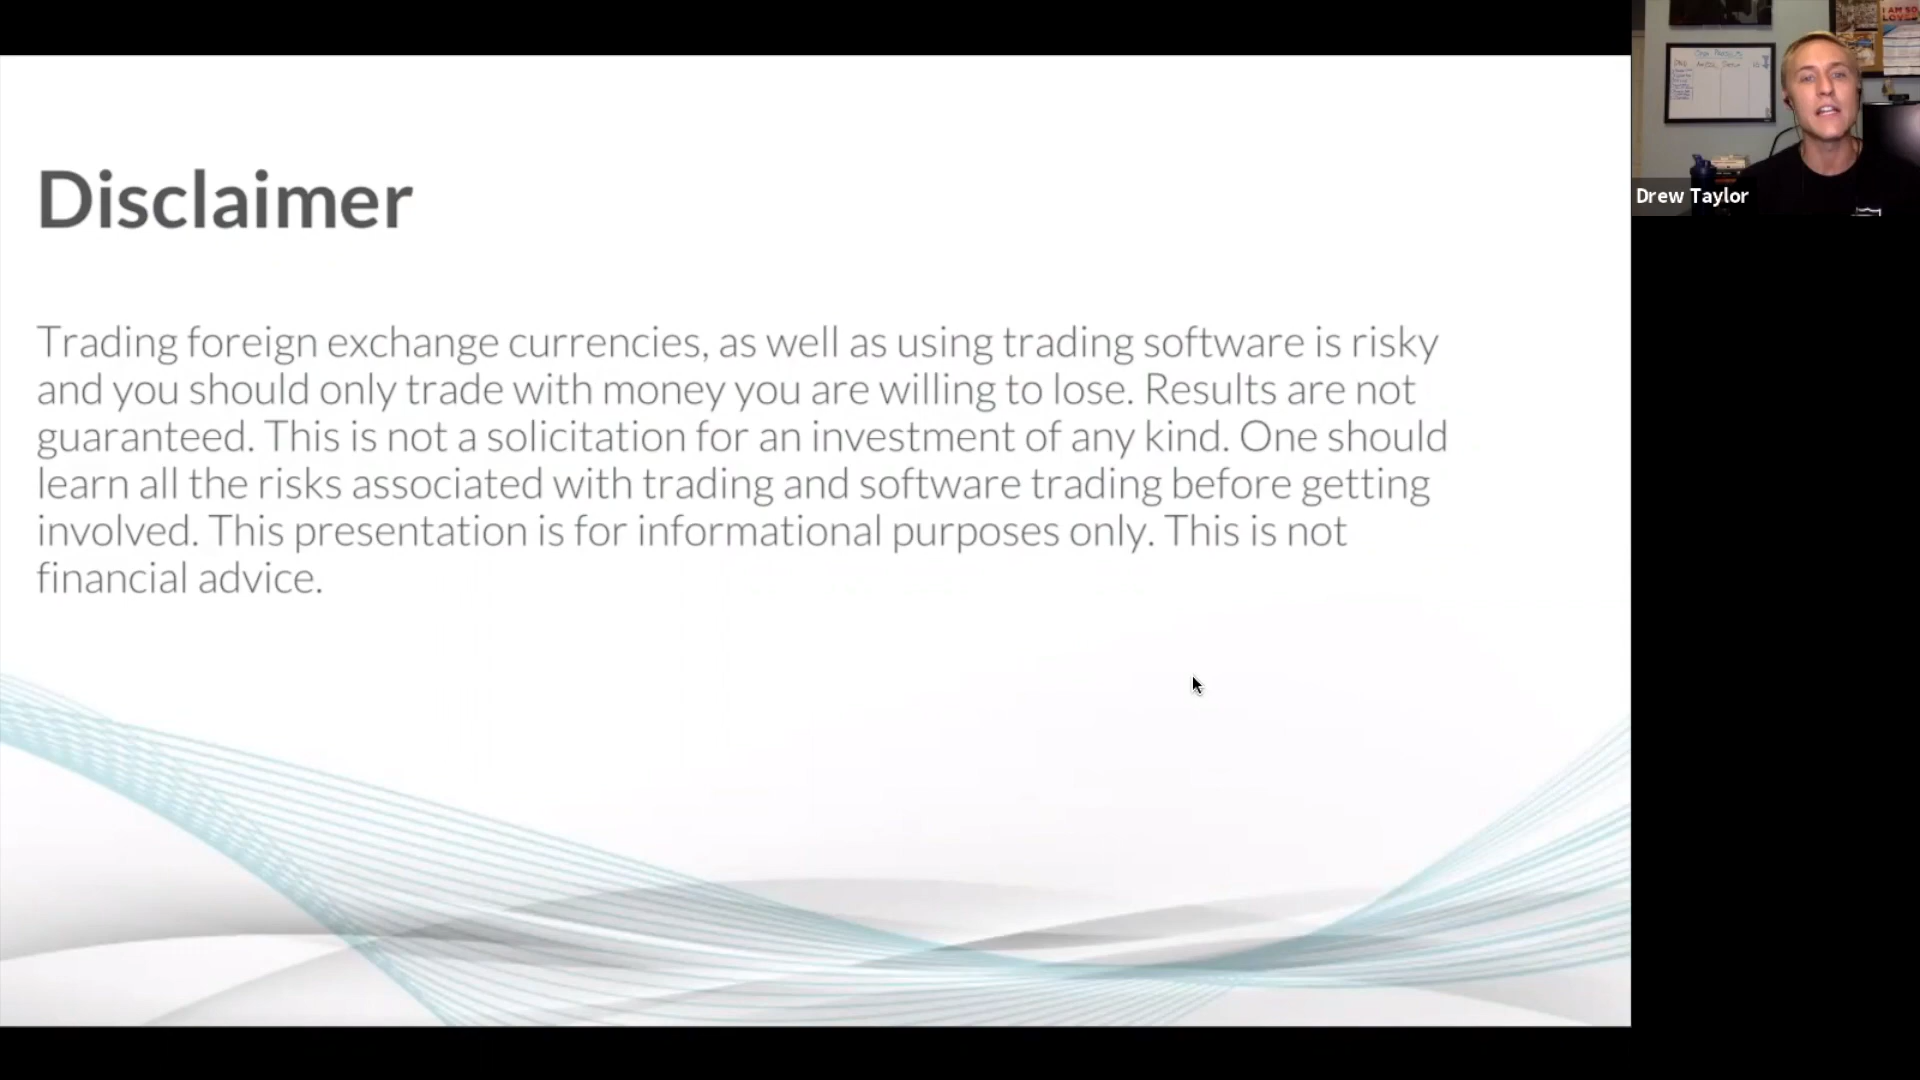 Disclaimer
Trading foreign exchange currencies, as well as using trading software is risky
and you should only trade with money you are willing to lose. Results are not
guaranteed. This is not a solicitation for an investment of any kind. One should
learn all the risks associated with trading and software trading before getting
involved. This presentation is for informational purposes only. This is not
financial advice.
I AM SO
Drew Taylor